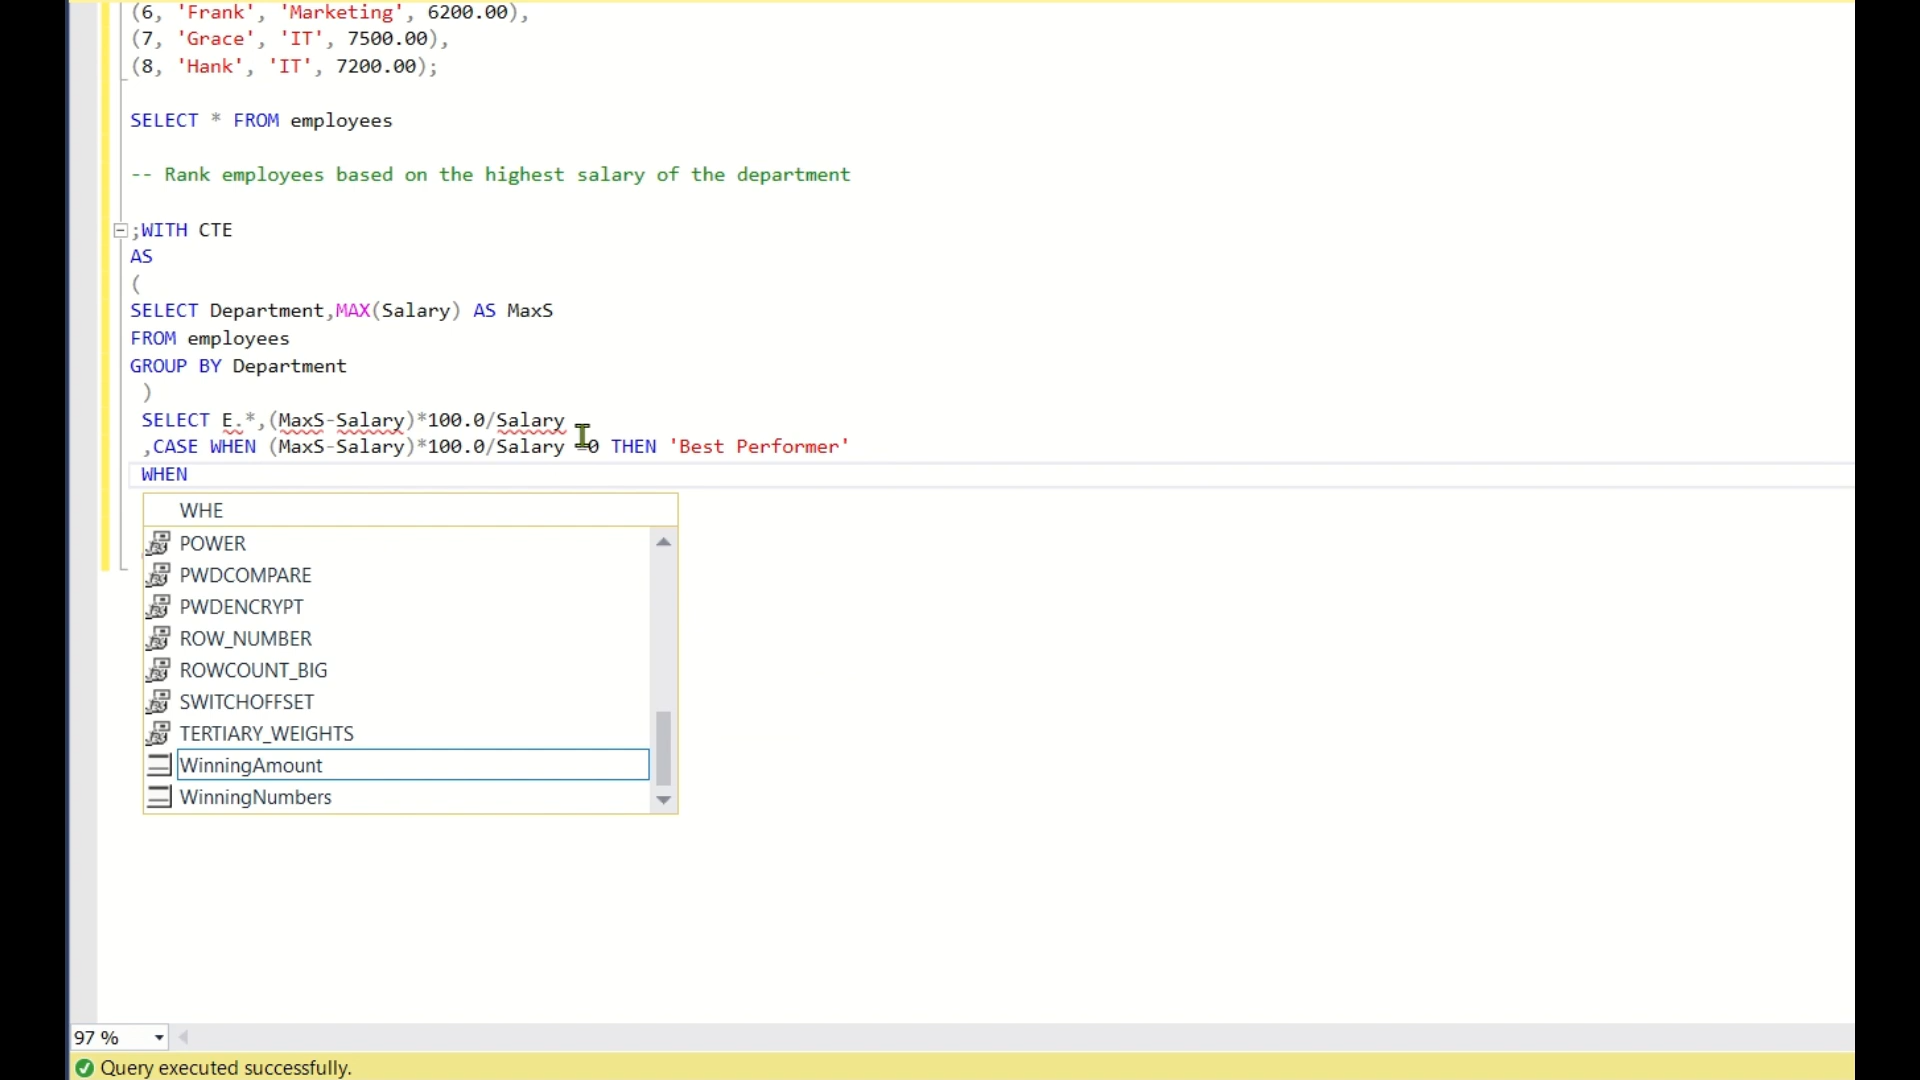 (6, 'Frank', 'Marketing', 6200.00),
(7, 'Grace', 'IT', 7500.00),
(8, 'Hank', 'IT', 7200.00);
SELECT * FROM employees
-- Rank employees based on the highest salary of the department
;WITH CTE
AS
(
SELECT Department,MAX(Salary) AS MaxS
FROM employees
GROUP BY Department
)
SELECT E.*,(MaxS-Salary)*100.0/Salary
,CASE WHEN (MaxS-Salary)*100.0/Salary =0 THEN 'Best Performer'
WHEN
WHE
POWER
PWDCOMPARE
PWDENCRYPT
ROW_NUMBER
ROWCOUNT_BIG
SWITCHOFFSET
TERTIARY_WEIGHTS
WinningAmount
WinningNumbers
97 %
Query executed successfully.